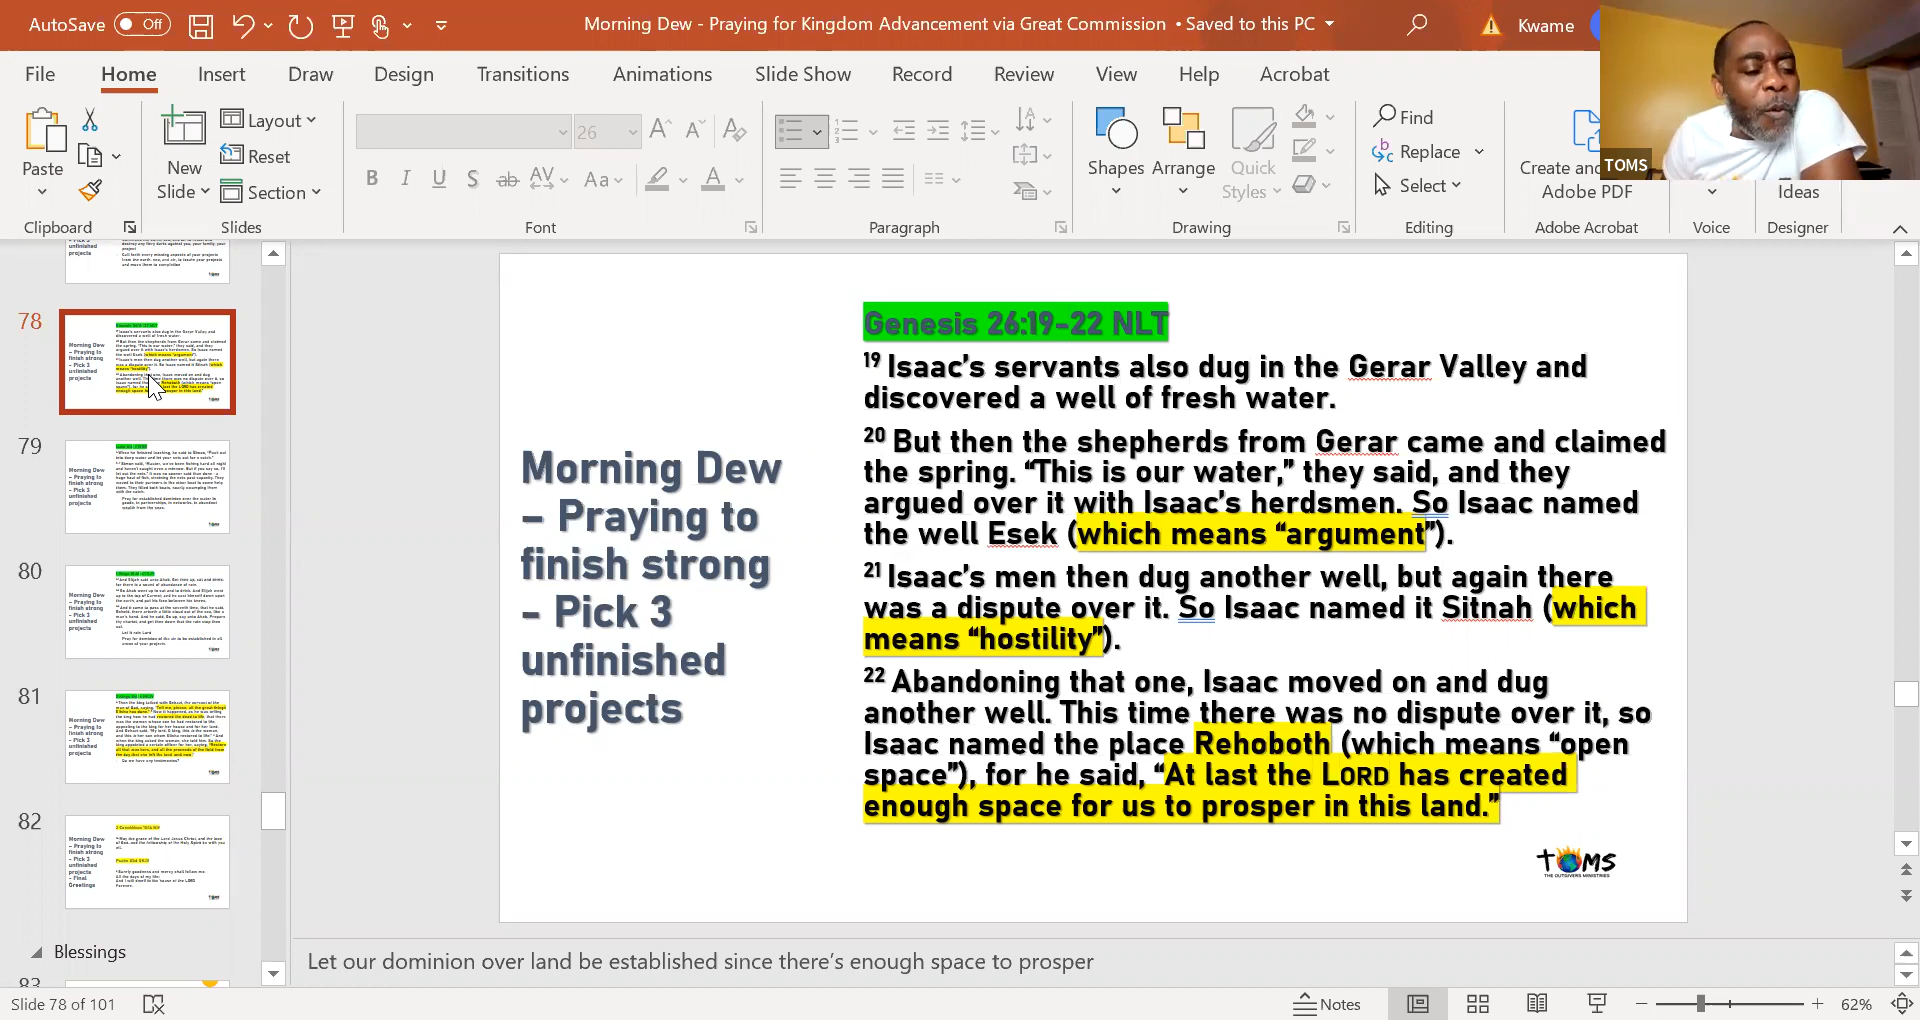 AutoSave Off
Morning Dew - Praying for Kingdom Advancement via Great Commission • Saved to this PC
Kwame
File Home Insert Draw Design Transitions Animations Slide Show Record Review View Help Acrobat
Paste
Clipboard
New
Slide
Layout
Reset
Section
Slides
26
B I U S ab AV Aa A
Font
Paragraph
Shapes
Arrange
Quick
Styles
Drawing
Find
Replace
Select
Editing
Create and
Adobe PDF
Adobe Acrobat
Voice
Ideas
Designer
TOMS
78
79
80
81
82
Blessings
83
Morning Dew
– Praying to
finish strong
– Pick 3
unfinished
projects
Genesis 26:19-22 NLT
19 Isaac’s servants also dug in the Gerar Valley and
discovered a well of fresh water.
20 But then the shepherds from Gerar came and claimed
the spring. “This is our water,” they said, and they
argued over it with Isaac’s herdsmen. So Isaac named
the well Esek (which means “argument”).
21 Isaac’s men then dug another well, but again there
was a dispute over it. So Isaac named it Sitnah (which
means “hostility”).
22 Abandoning that one, Isaac moved on and dug
another well. This time there was no dispute over it, so
Isaac named the place Rehoboth (which means “open
space”), for he said, “At last the LORD has created
enough space for us to prosper in this land.”
TOMS
THE OUTGIVERS MINISTRIES
Let our dominion over land be established since there’s enough space to prosper
Slide 78 of 101
Notes
62%